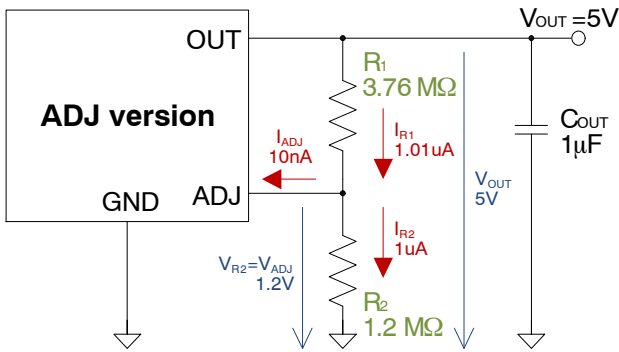 VOUT =5V
OUT
R1
3.76 MΩ
ADJ version
COUT
1µF
IADJ
10nA
IR1
1.01uA
ADJ
GND
VOUT
5V
IR2
1uA
VR2=VADJ
1.2V
R2
1.2 MΩ